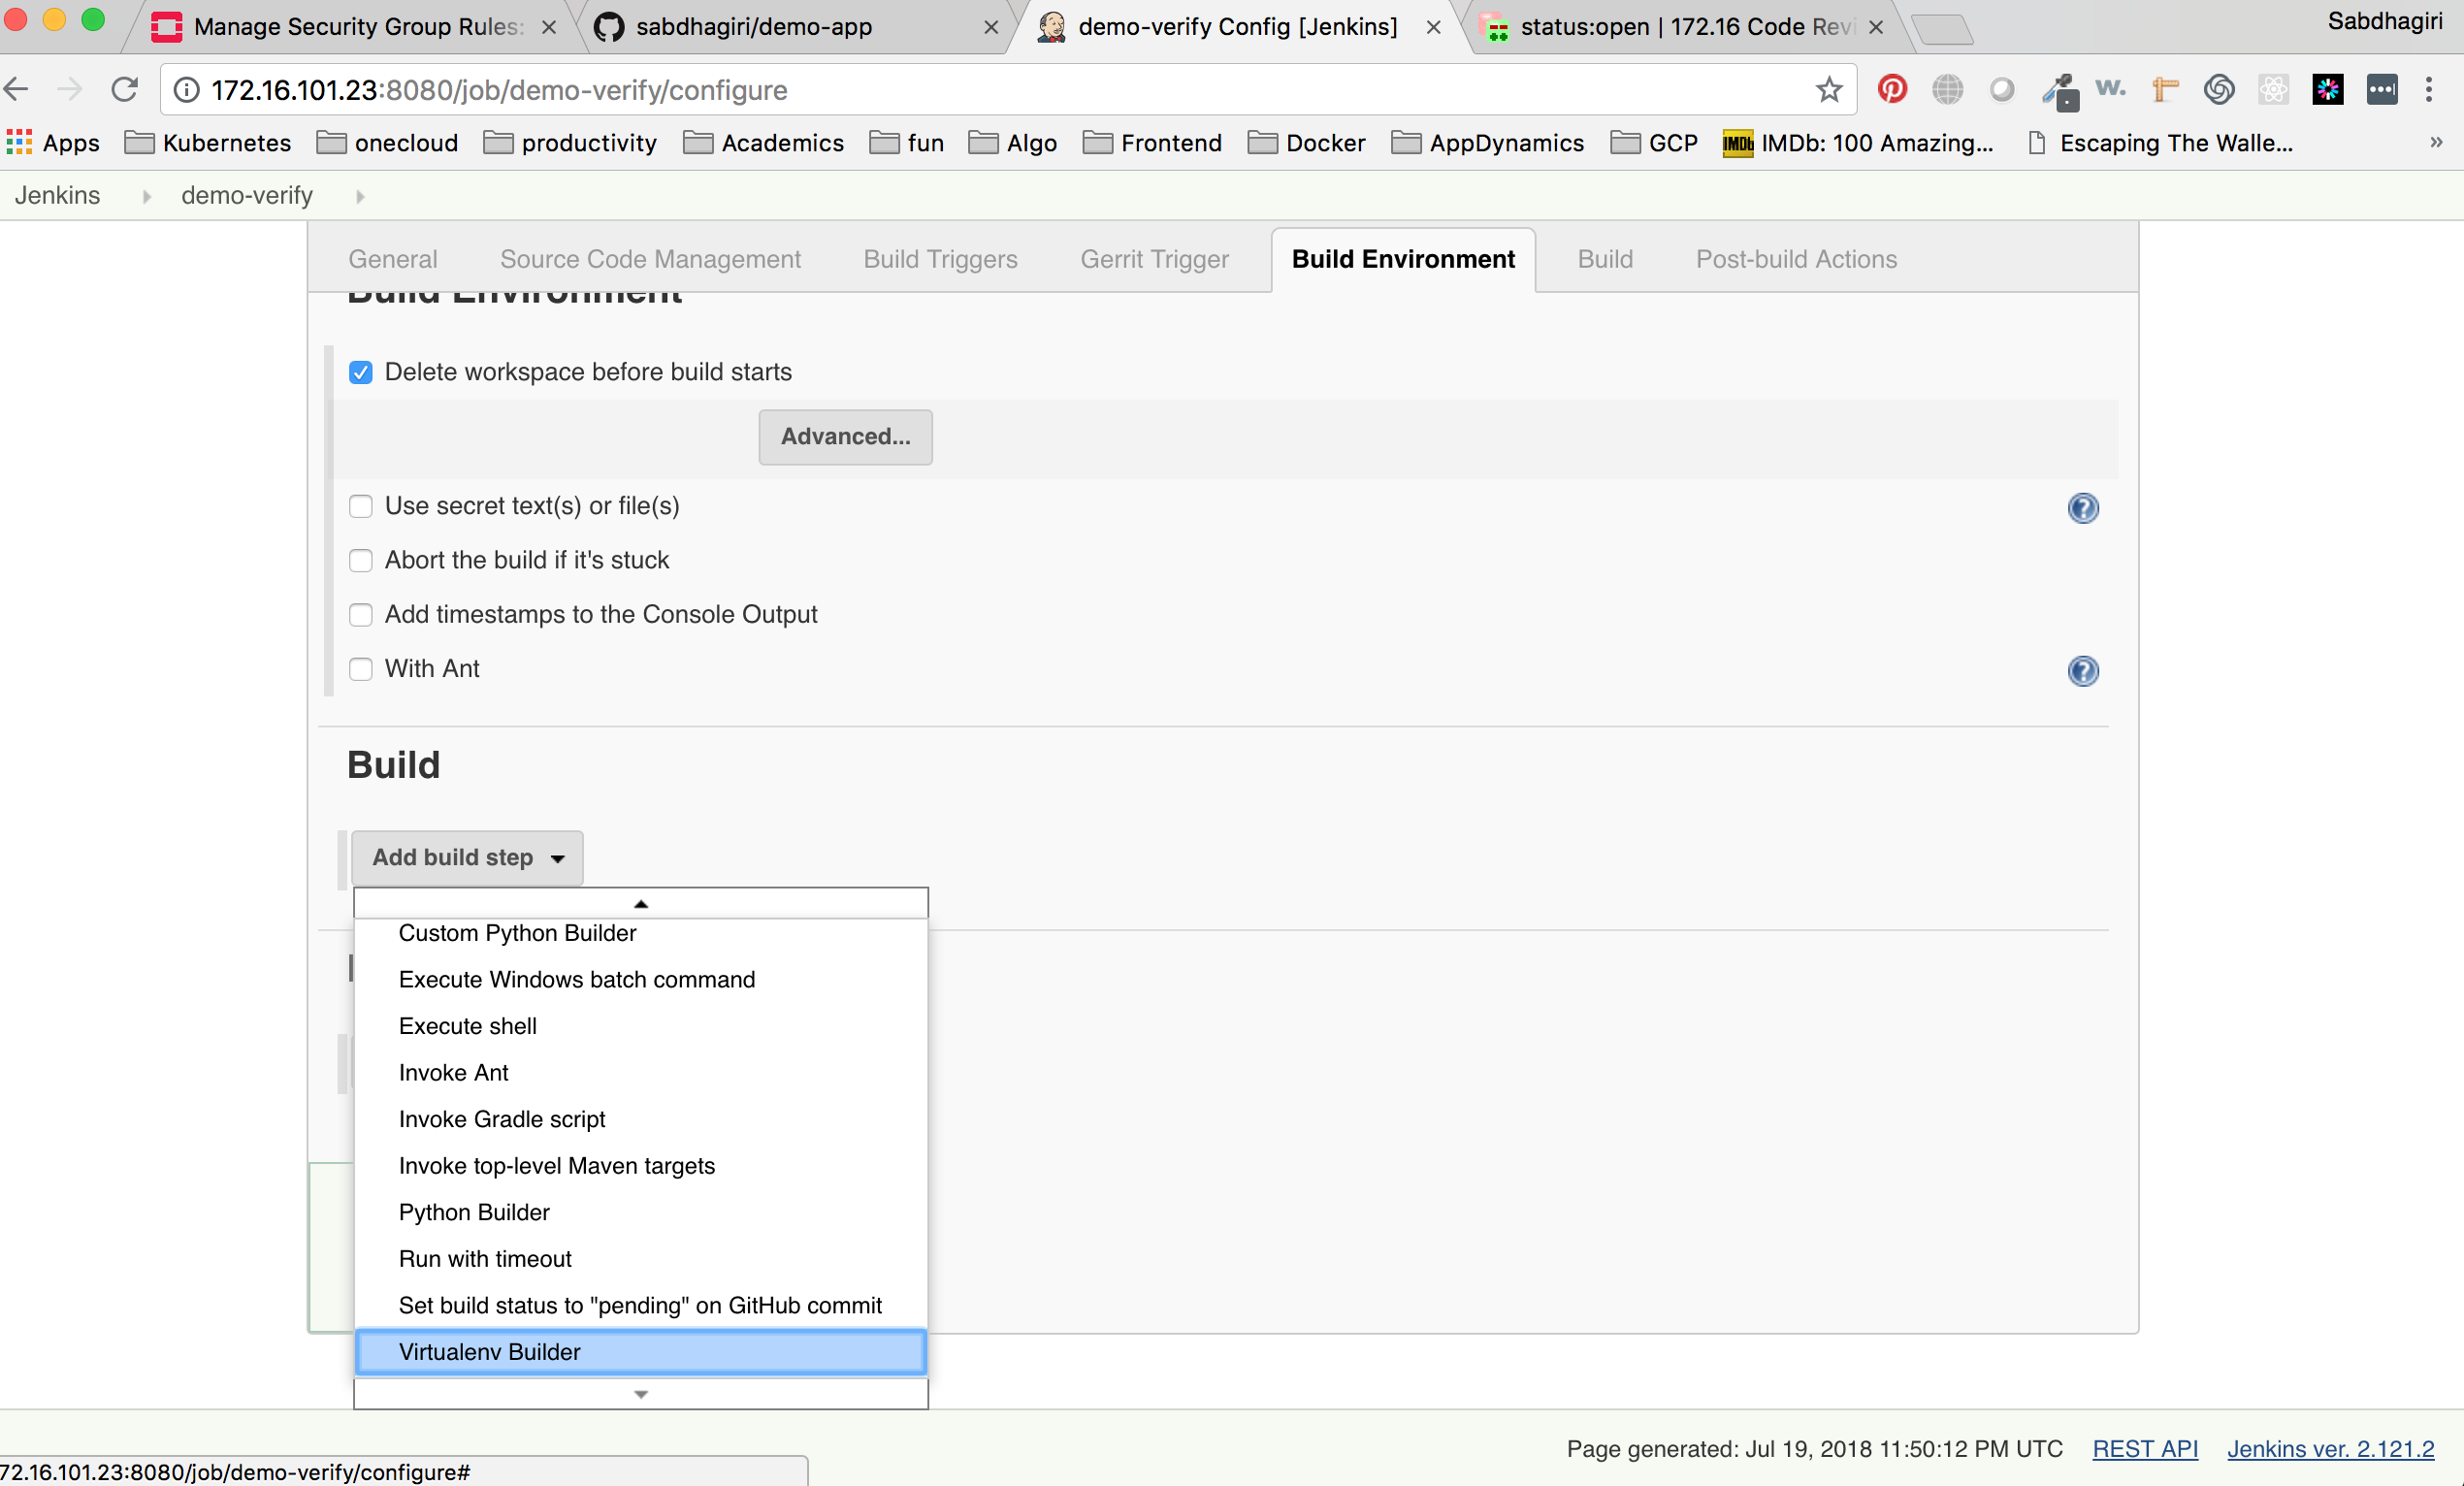 Manage Security Group Rules:
sabdhagiri/demo-app
demo-verify Config [Jenkins]
status:open | 172.16 Code Revi
Sabdhagiri
172.16.101.23:8080/job/demo-verify/configure
w.
Apps
Kubernetes
onecloud
productivity
Academics
fun
Algo
Frontend
Docker
AppDynamics
GCP
IMDb
IMDb: 100 Amazing...
Escaping The Walle...
»
Jenkins
demo-verify
General
Source Code Management
Build Triggers
Gerrit Trigger
Build Environment
Build
Post-build Actions
Build Environment
Delete workspace before build starts
Advanced...
Use secret text(s) or file(s)
?
Abort the build if it's stuck
Add timestamps to the Console Output
With Ant
?
Build
Add build step
Custom Python Builder
Execute Windows batch command
Execute shell
Invoke Ant
Invoke Gradle script
Invoke top-level Maven targets
Python Builder
Run with timeout
Set build status to "pending" on GitHub commit
Virtualenv Builder
Page generated: Jul 19, 2018 11:50:12 PM UTC
REST API
Jenkins ver. 2.121.2
72.16.101.23:8080/job/demo-verify/configure#